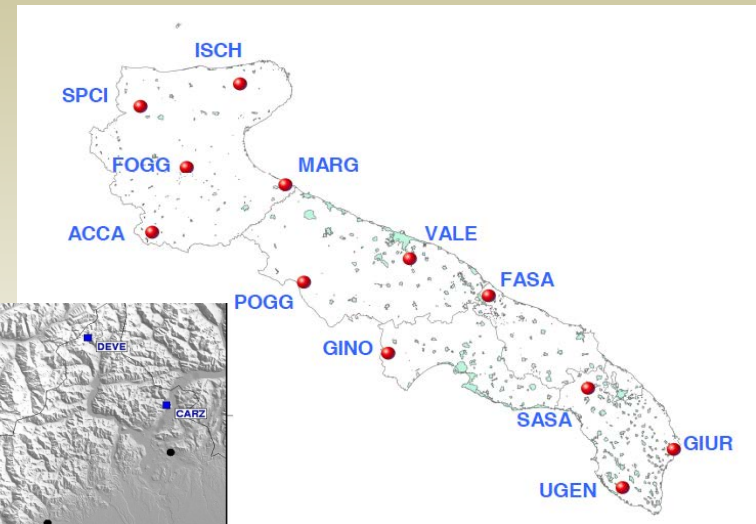 ISCH
SPCI
FOGG
MARG
ACCA
VALE
FASA
POGG
GINO
SASA
GIUR
UGEN
DEVE
CARZ